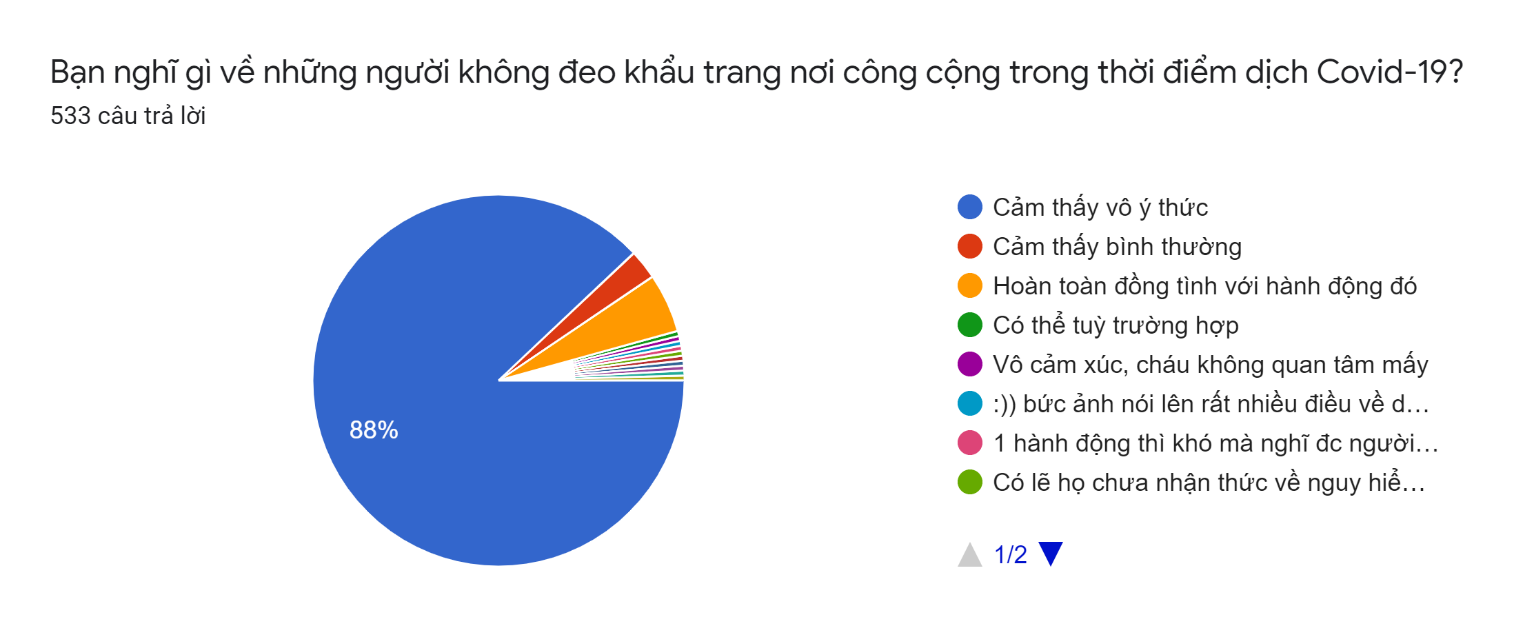 Bạn nghĩ gì về những người không đeo khẩu trang nơi công cộng trong thời điểm dịch Covid-19?
533 câu trả lời
88%
Cảm thấy vô ý thức
Cảm thấy bình thường
Hoàn toàn đồng tình với hành động đó
Có thể tuỳ trường hợp
Vô cảm xúc, cháu không quan tâm mấy
:)) bức ảnh nói lên rất nhiều điều về d...
1 hành động thì khó mà nghĩ đc người...
Có lẽ họ chưa nhận thức về nguy hiể...
1/2